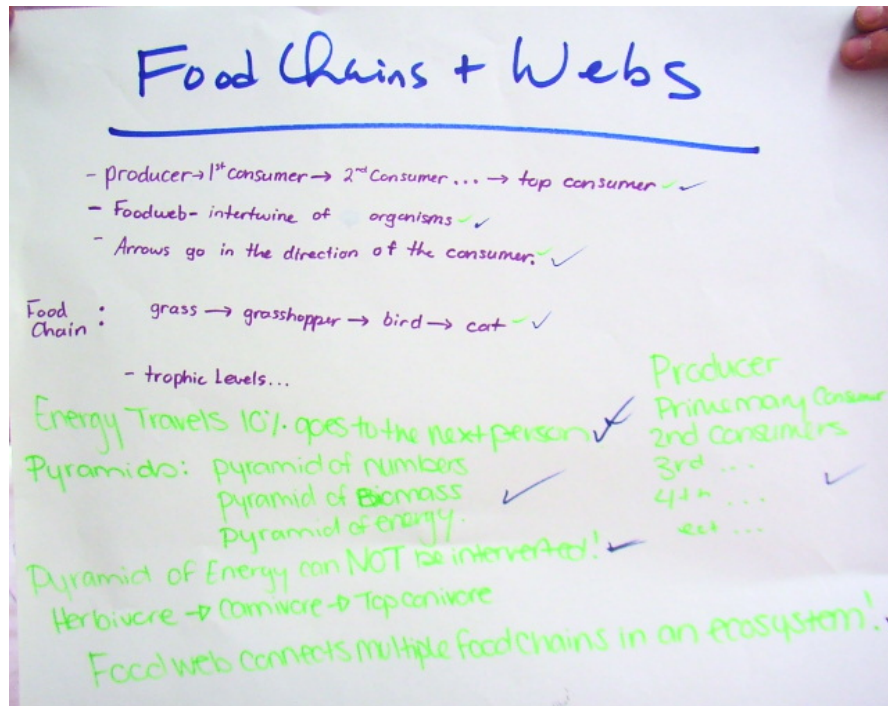 Food Chains + Webs
- producer → 1st consumer → 2nd Consumer ... → top consumer ✓ ✓
- Foodweb - intertwine of organisms ✓ ✓
- Arrows go in the direction of the consumer. ✓ ✓
Food Chain : grass → grasshopper → bird → cat ✓ ✓
- trophic Levels...
Energy Travels 10% goes to the next person ✓
Pyramids: pyramid of numbers
pyramid of Biomass ✓
pyramid of energy.
Pyramid of Energy can NOT be interverted! ✓
Herbivore → Carnivore → Top conivore
Food web connects multiple food chains in an ecosystem!
Producer
Primemary Consumer
2nd Consumers
3rd ... ✓
4th ...
ect ...